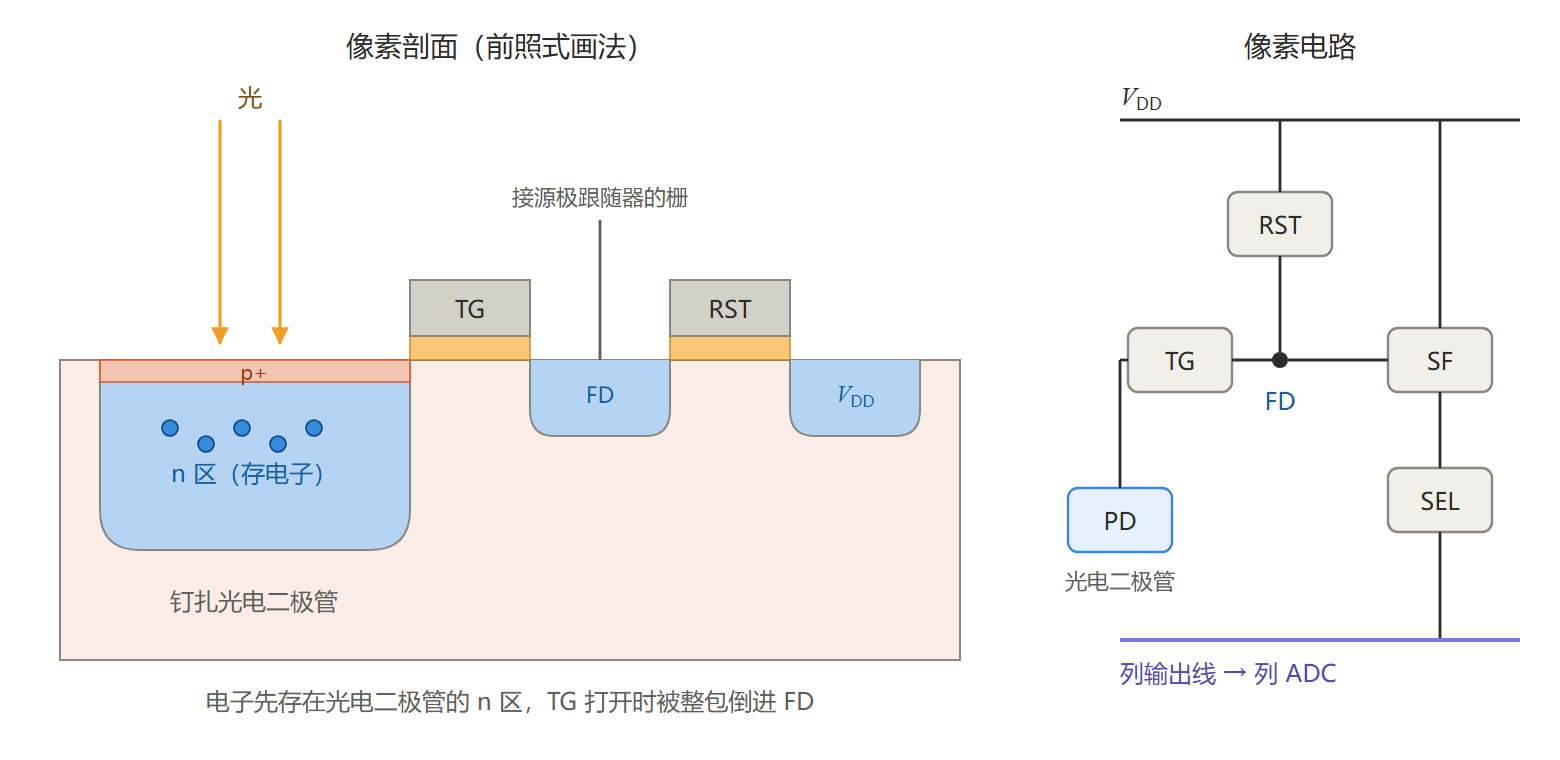 像素剖面（前照式画法）
光
接源极跟随器的栅
TG
RST
p+
FD
VDD
n 区（存电子）
钉扎光电二极管
电子先存在光电二极管的 n 区，TG 打开时被整包倒进 FD
像素电路
VDD
RST
TG
SF
FD
SEL
PD
光电二极管
列输出线 → 列 ADC